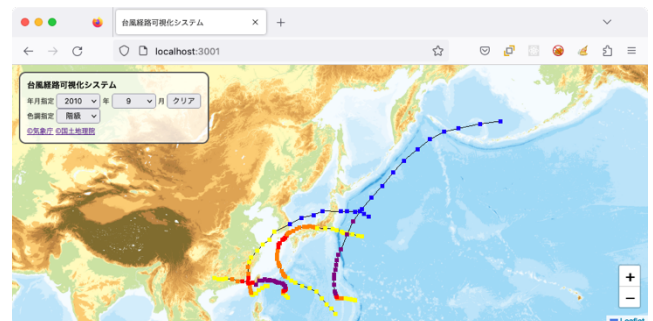 台風経路可視化システム
localhost:3001
台風経路可視化システム
年月指定 2010 年 9 月 クリア
色調指定 階級
©気象庁 ©国土地理院
+
−
Leaflet